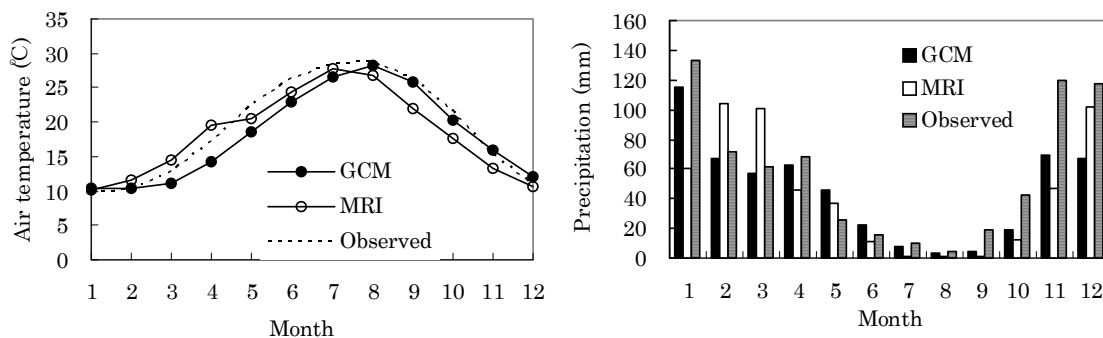 35
30
25
20
15
10
5
0
Air temperature (℃)
GCM
MRI
Observed
1 2 3 4 5 6 7 8 9 10 11 12
Month
160
140
120
100
80
60
40
20
0
Precipitation (mm)
GCM
MRI
Observed
1 2 3 4 5 6 7 8 9 10 11 12
Month